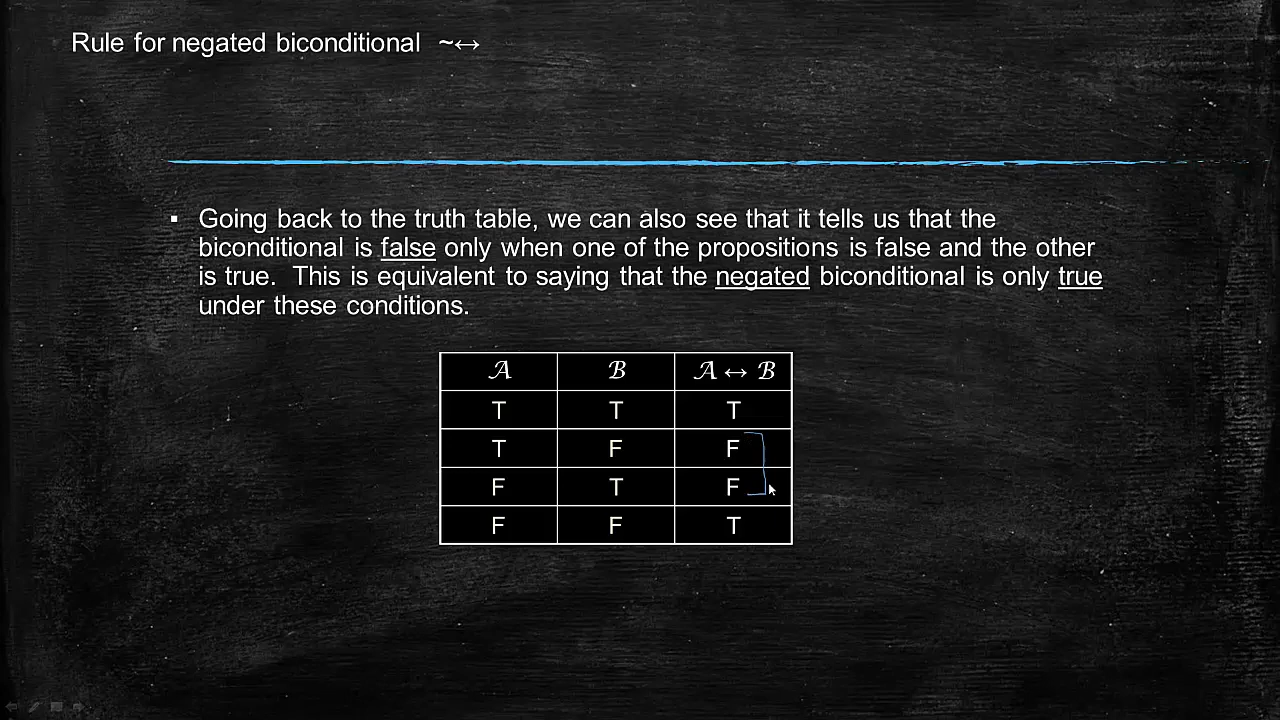 Rule for negated biconditional ~↔
▪ Going back to the truth table, we can also see that it tells us that the
biconditional is false only when one of the propositions is false and the other
is true. This is equivalent to saying that the negated biconditional is only true
under these conditions.
𝒜 ℬ 𝒜 ↔ ℬ
T T T
T F F
F T F
F F T